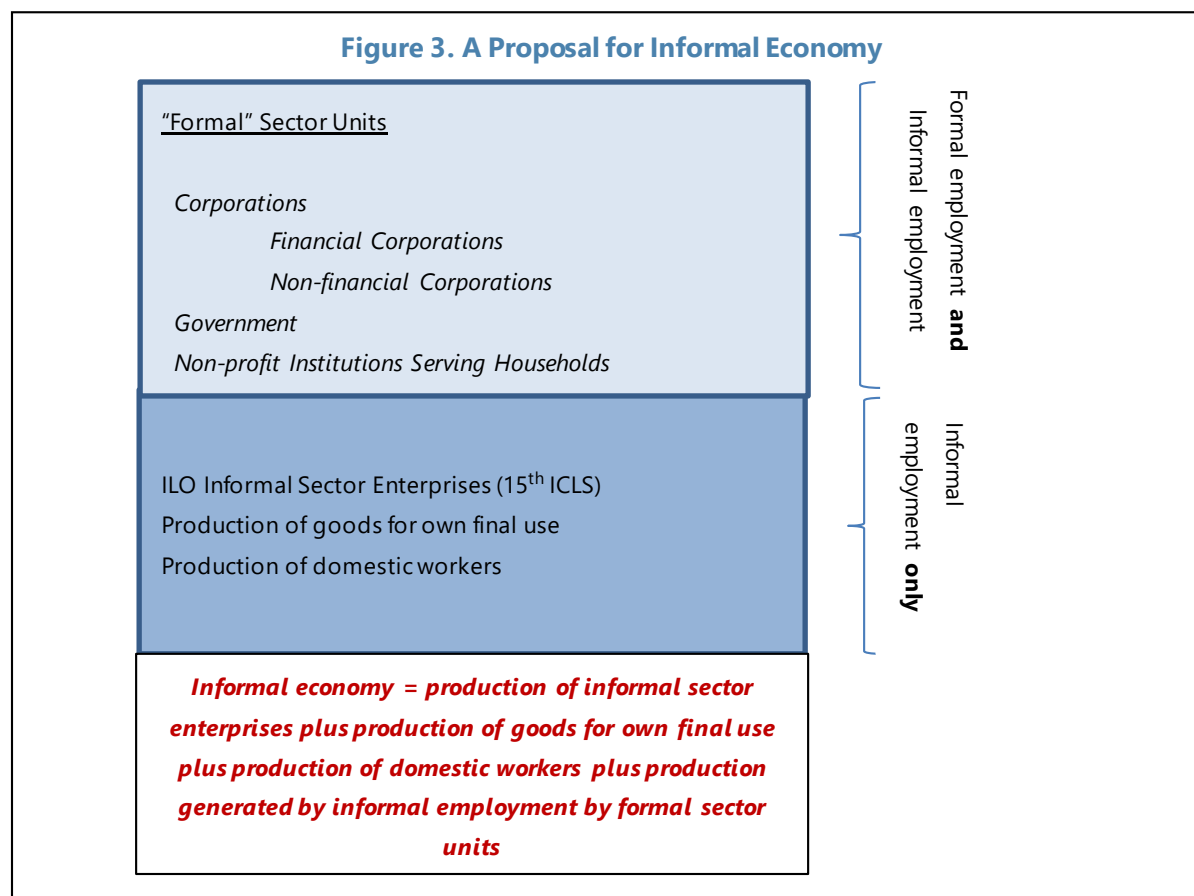 Figure 3. A Proposal for Informal Economy
“Formal” Sector Units
Corporations
Financial Corporations
Non-financial Corporations
Government
Non-profit Institutions Serving Households
Formal employment and
Informal employment
ILO Informal Sector Enterprises (15th ICLS)
Production of goods for own final use
Production of domestic workers
Informal
employment only
Informal economy = production of informal sector
enterprises plus production of goods for own final use
plus production of domestic workers plus production
generated by informal employment by formal sector
units